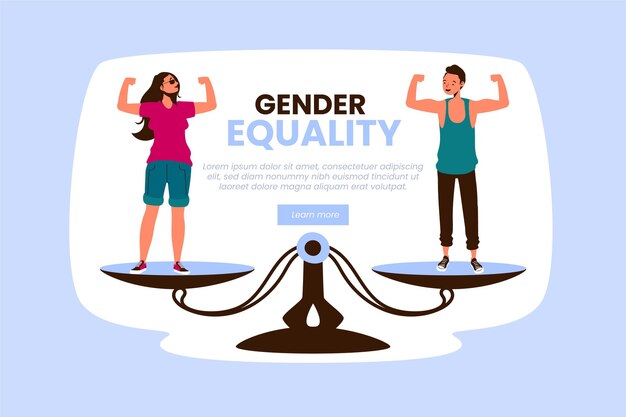 GENDER
EQUALITY
Lorem ipsum dolor sit amet, consectetuer adipiscing
elit, sed diam nonummy nibh euismod tincidunt ut
laoreet dolore magna aliquam erat volutpat.
Learn more